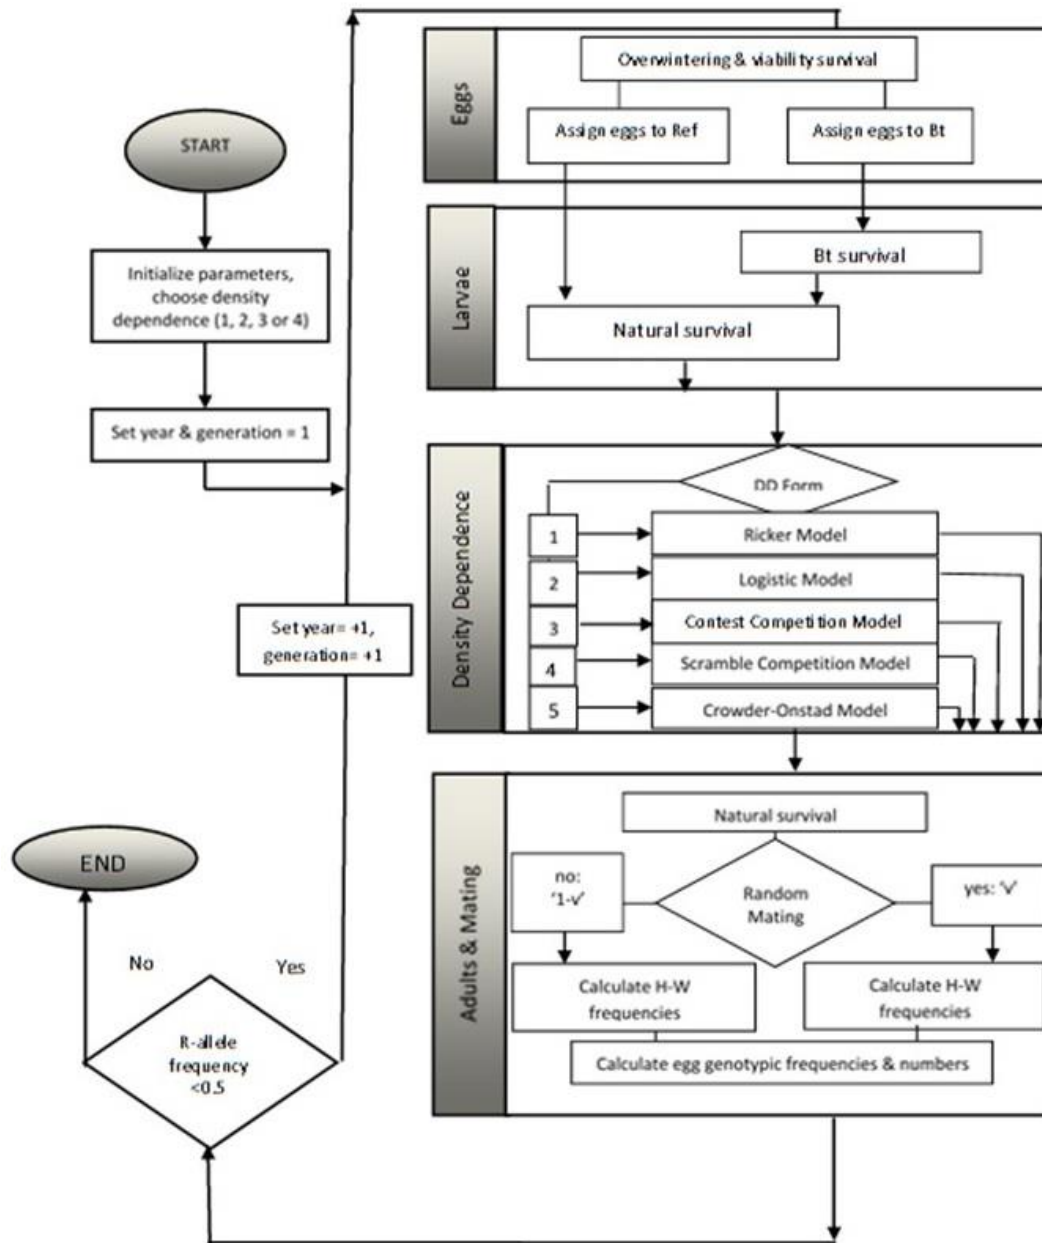 START
Initialize parameters,
choose density
dependence (1, 2, 3 or 4)
Set year & generation = 1
Set year= +1,
generation= +1
END
No
Yes
R-allele
frequency
<0.5
Eggs
Overwintering & viability survival
Assign eggs to Ref
Assign eggs to Bt
Larvae
Bt survival
Natural survival
Density Dependence
DD Form
1
Ricker Model
2
Logistic Model
3
Contest Competition Model
4
Scramble Competition Model
5
Crowder-Onstad Model
Adults & Mating
Natural survival
no:
'1-v'
Random
Mating
yes: 'v'
Calculate H-W
frequencies
Calculate H-W
frequencies
Calculate egg genotypic frequencies & numbers